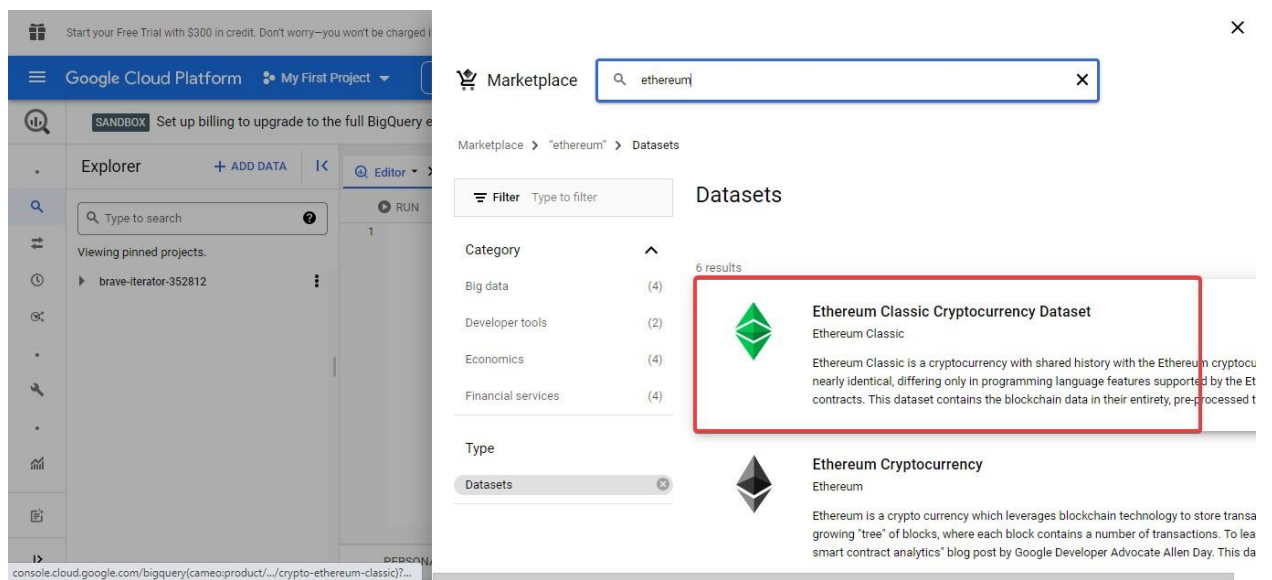 Start your Free Trial with $300 in credit. Don't worry—you won't be charged i
Google Cloud Platform My First Project
SANDBOX Set up billing to upgrade to the full BigQuery e
Explorer + ADD DATA
Editor
Type to search
RUN
1
Viewing pinned projects.
brave-iterator-352812
console.cloud.google.com/bigquery(cameo:product/.../crypto-ethereum-classic)?...
Marketplace
ethereum
Marketplace > "ethereum" > Datasets
Filter Type to filter
Category
Big data (4)
Developer tools (2)
Economics (4)
Financial services (4)
Type
Datasets
Datasets
6 results
Ethereum Classic Cryptocurrency Dataset
Ethereum Classic
Ethereum Classic is a cryptocurrency with shared history with the Ethereum cryptocu
nearly identical, differing only in programming language features supported by the Et
contracts. This dataset contains the blockchain data in their entirety, pre-processed t
Ethereum Cryptocurrency
Ethereum
Ethereum is a crypto currency which leverages blockchain technology to store transa
growing "tree" of blocks, where each block contains a number of transactions. To lea
smart contract analytics" blog post by Google Developer Advocate Allen Day. This da